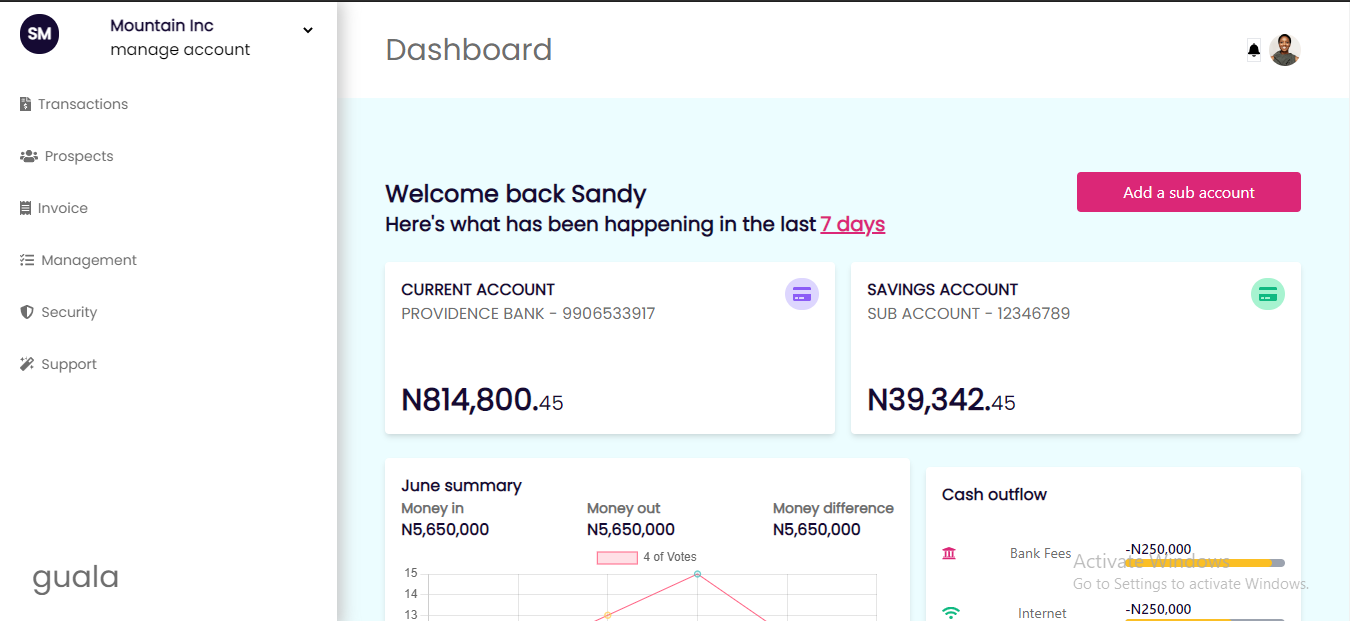 SM
Mountain Inc
manage account
Transactions
Prospects
Invoice
Management
Security
Support
guala
Dashboard
Welcome back Sandy
Here's what has been happening in the last 7 days
Add a sub account
CURRENT ACCOUNT
PROVIDENCE BANK - 9906533917
N814,800.45
SAVINGS ACCOUNT
SUB ACCOUNT - 12346789
N39,342.45
June summary
Money in
N5,650,000
Money out
N5,650,000
Money difference
N5,650,000
4 of Votes
15
14
13
Cash outflow
Bank Fees
-N250,000
Internet
-N250,000
Activate Windows
Go to Settings to activate Windows.